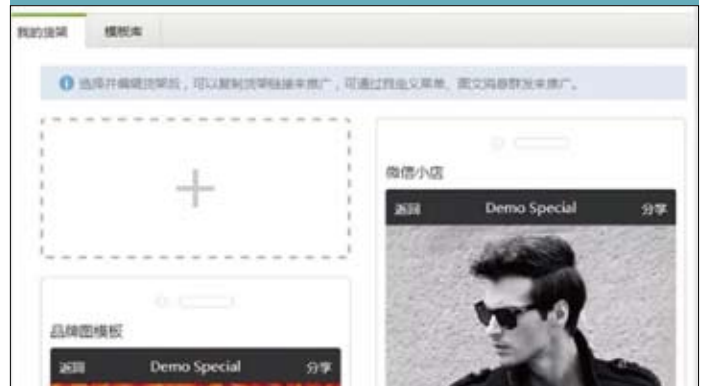 我的货架 模板库
选择并编辑货架后，可以复制货架链接来推广，可通过自定义菜单、图文消息群发来推广。
微信小店
返回 Demo Special 分享
品牌图模板
返回 Demo Special 分享